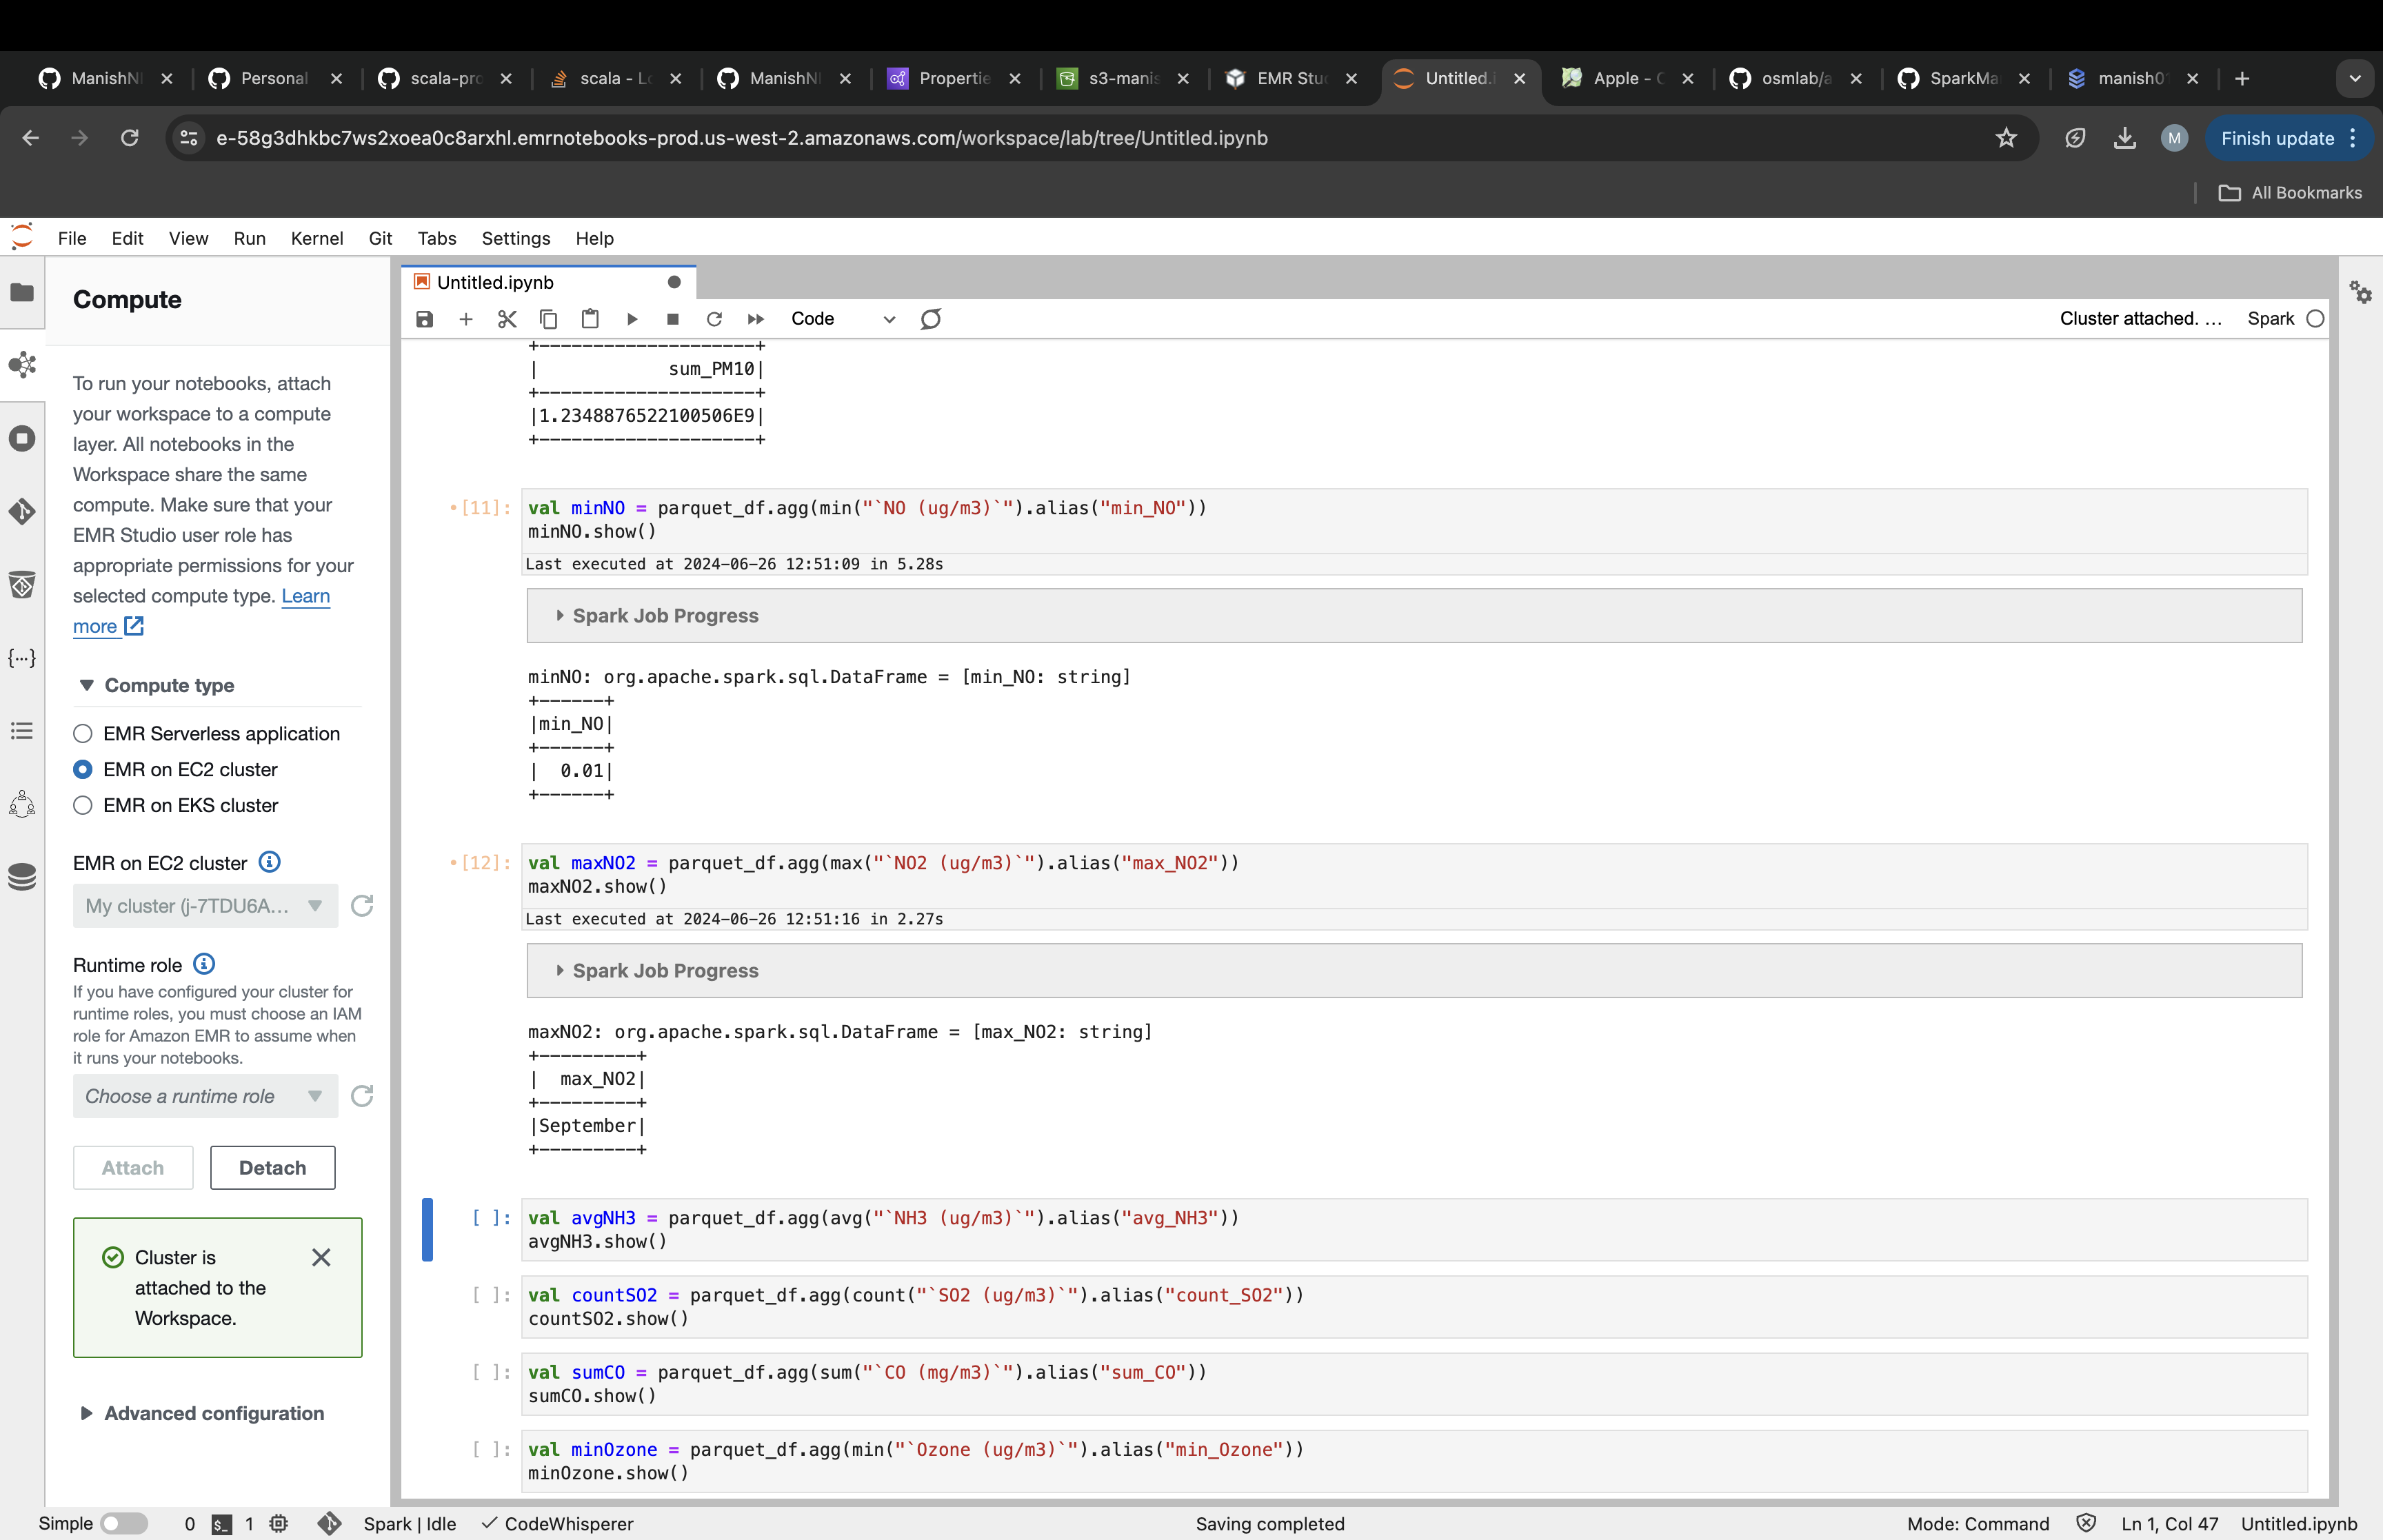 ManishN
Personal
scala-pro
scala - Lo
ManishN
Propertie
s3-manis
EMR Stu
Untitled.i
Apple - C
osmlab/a
SparkMa
manish0
e-58g3dhkbc7ws2xoea0c8arxhl.emrnotebooks-prod.us-west-2.amazonaws.com/workspace/lab/tree/Untitled.ipynb
M
Finish update
All Bookmarks
File Edit View Run Kernel Git Tabs Settings Help
Compute
To run your notebooks, attach
your workspace to a compute
layer. All notebooks in the
Workspace share the same
compute. Make sure that your
EMR Studio user role has
appropriate permissions for your
selected compute type. Learn
more
Compute type
EMR Serverless application
EMR on EC2 cluster
EMR on EKS cluster
EMR on EC2 cluster
My cluster (j-7TDU6A...
Runtime role
If you have configured your cluster for
runtime roles, you must choose an IAM
role for Amazon EMR to assume when
it runs your notebooks.
Choose a runtime role
Attach Detach
Cluster is
attached to the
Workspace.
Advanced configuration
Untitled.ipynb
Code
Cluster attached. ... Spark
+-------------------+
|            sum_PM10|
+--------------------+
|1.2348876522100506E9|
+--------------------+
[11]: val minNO = parquet_df.agg(min("`NO (ug/m3)`").alias("min_NO"))
minNO.show()
Last executed at 2024-06-26 12:51:09 in 5.28s
Spark Job Progress
minNO: org.apache.spark.sql.DataFrame = [min_NO: string]
+------+
|min_NO|
+------+
|  0.01|
+------+
[12]: val maxNO2 = parquet_df.agg(max("`NO2 (ug/m3)`").alias("max_NO2"))
maxNO2.show()
Last executed at 2024-06-26 12:51:16 in 2.27s
Spark Job Progress
maxNO2: org.apache.spark.sql.DataFrame = [max_NO2: string]
+---------+
|  max_NO2|
+---------+
|September|
+---------+
[ ]: val avgNH3 = parquet_df.agg(avg("`NH3 (ug/m3)`").alias("avg_NH3"))
avgNH3.show()
[ ]: val countSO2 = parquet_df.agg(count("`SO2 (ug/m3)`").alias("count_SO2"))
countSO2.show()
[ ]: val sumCO = parquet_df.agg(sum("`CO (mg/m3)`").alias("sum_CO"))
sumCO.show()
[ ]: val minOzone = parquet_df.agg(min("`Ozone (ug/m3)`").alias("min_Ozone"))
minOzone.show()
Simple 0 $_ 1 Spark | Idle CodeWhisperer Saving completed Mode: Command Ln 1, Col 47 Untitled.ipynb